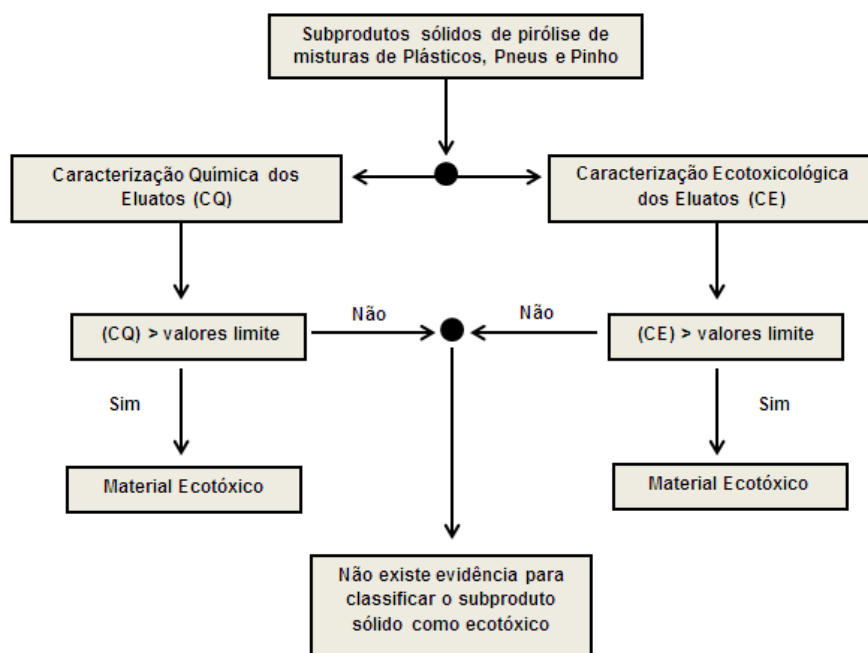 Subprodutos sólidos de pirólise de
misturas de Plásticos, Pneus e Pinho
Caracterização Química dos
Eluatos (CQ)
Caracterização Ecotoxicológica
dos Eluatos (CE)
(CQ) > valores limite
Não
Não
(CE) > valores limite
Sim
Sim
Material Ecotóxico
Material Ecotóxico
Não existe evidência para
classificar o subproduto
sólido como ecotóxico